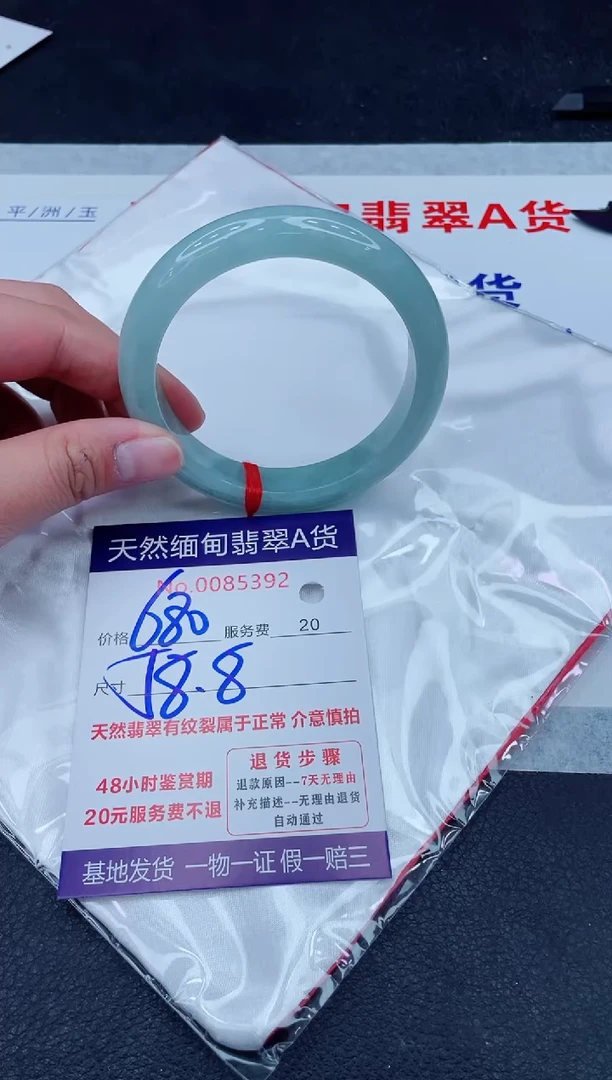 平/洲/玉
翡翠A货
货
天然缅甸翡翠A货
No.0085392
价格 680 服务费 20
尺寸 58.8
天然翡翠有纹裂属于正常 介意慎拍
48小时鉴赏期
20元服务费不退
退货步骤
退款原因--7天无理由
补充描述--无理由退货
自动通过
基地发货 一物一证 假一赔三